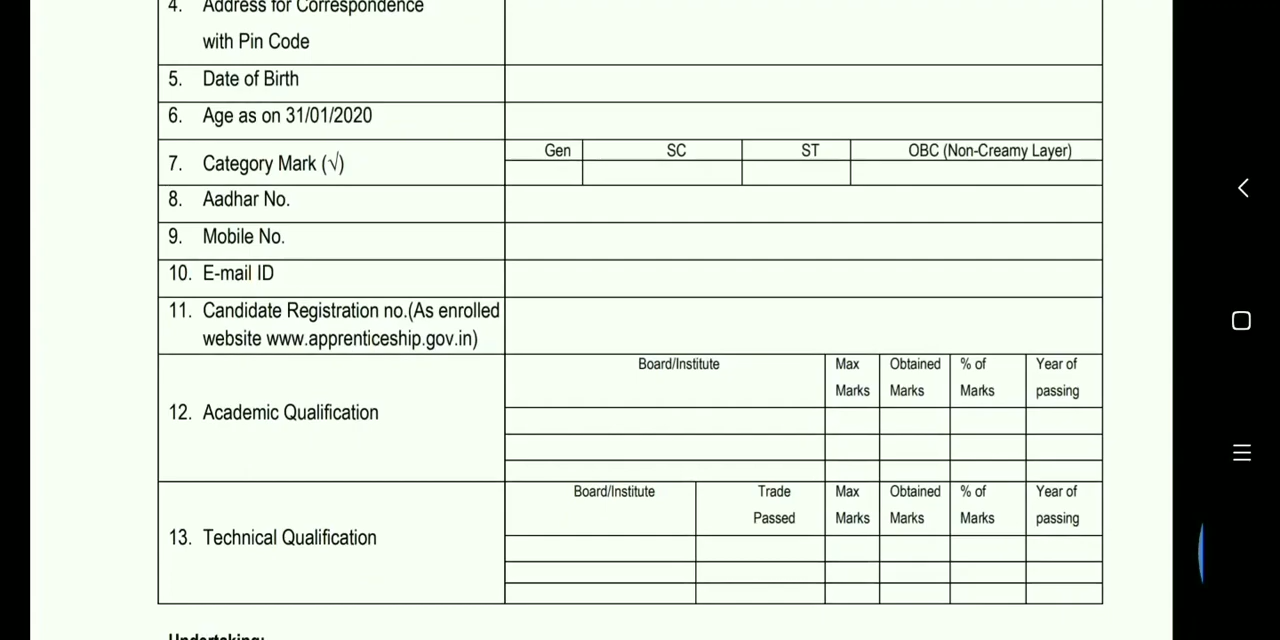 4. Address for Correspondence
with Pin Code
5. Date of Birth
6. Age as on 31/01/2020
7. Category Mark (√)
Gen SC ST OBC (Non-Creamy Layer)
8. Aadhar No.
9. Mobile No.
10. E-mail ID
11. Candidate Registration no.(As enrolled
website www.apprenticeship.gov.in)
12. Academic Qualification
Board/Institute Max Obtained % of Year of
Marks Marks Marks passing
13. Technical Qualification
Board/Institute Trade Max Obtained % of Year of
Passed Marks Marks Marks passing
Undertaking: